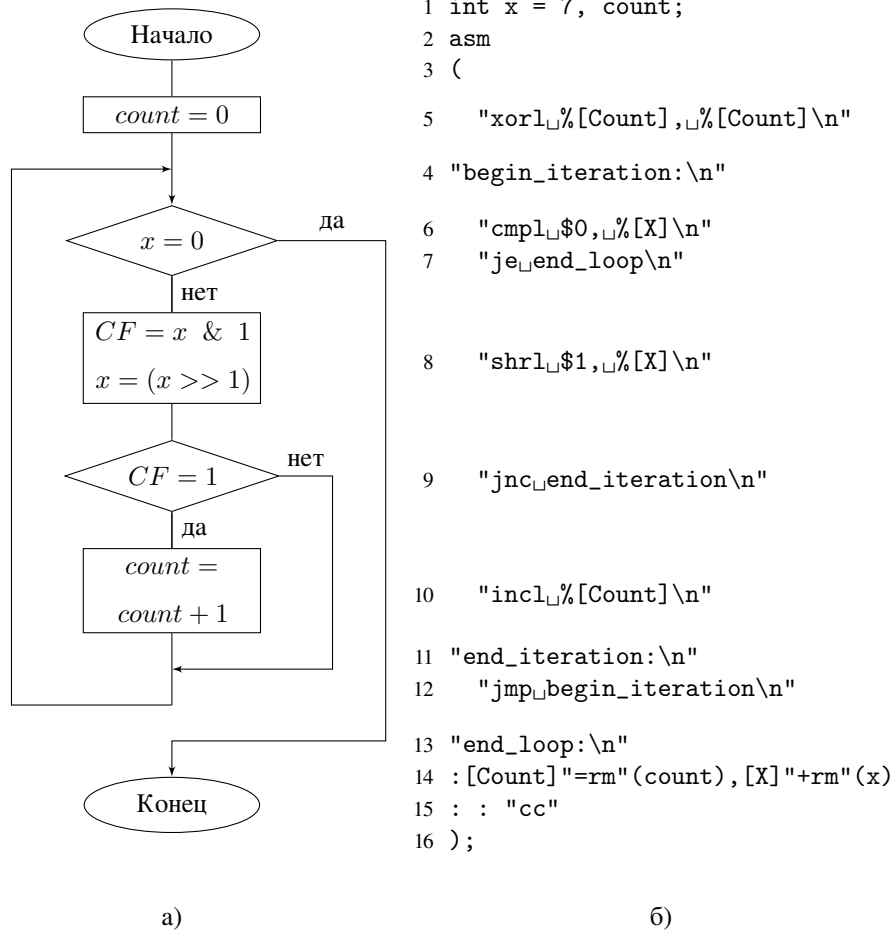 Начало
count = 0
x = 0
да
нет
CF = x & 1
x = (x >> 1)
CF = 1
нет
да
count =
count + 1
Конец
а)
1 int x = 7, count;
2 asm
3 (
5 "xorl␣%[Count],␣%[Count]\n"
4 "begin_iteration:\n"
6 "cmpl␣$0,␣%[X]\n"
7 "je␣end_loop\n"
8 "shrl␣$1,␣%[X]\n"
9 "jnc␣end_iteration\n"
10 "incl␣%[Count]\n"
11 "end_iteration:\n"
12 "jmp␣begin_iteration\n"
13 "end_loop:\n"
14 :[Count]"=rm"(count),[X]"+rm"(x)
15 : : "cc"
16 );
б)